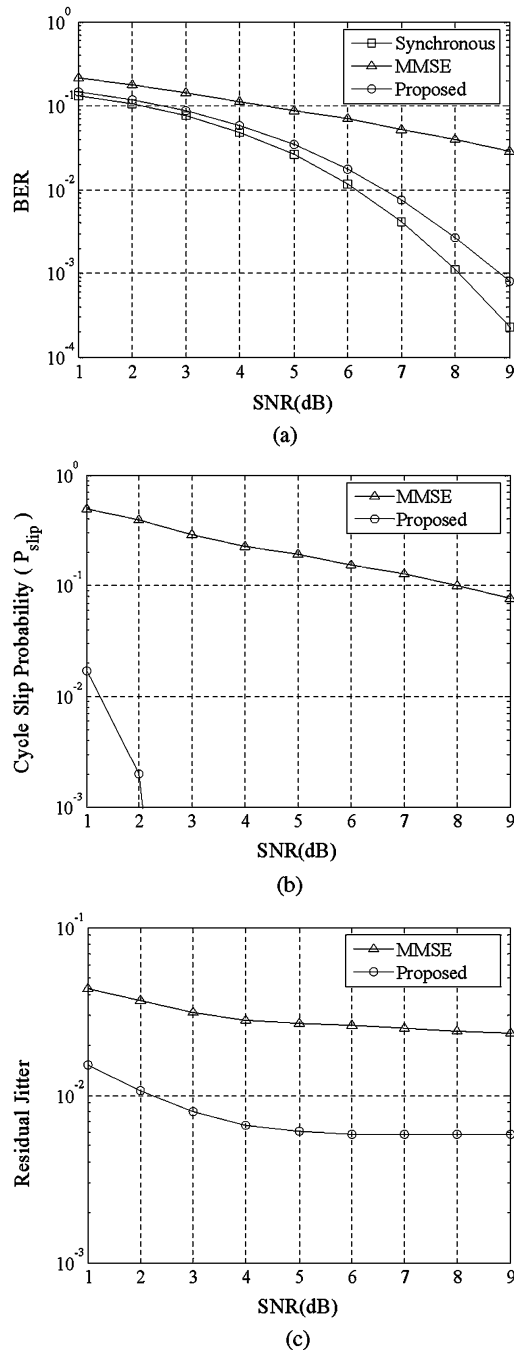 10^0
Synchronous
MMSE
Proposed
10^-1
BER
10^-2
10^-3
10^-4
1 2 3 4 5 6 7 8 9
SNR(dB)
(a)
10^0
MMSE
Proposed
Cycle Slip Probability ( P_slip )
10^-1
10^-2
10^-3
1 2 3 4 5 6 7 8 9
SNR(dB)
(b)
10^-1
MMSE
Proposed
Residual Jitter
10^-2
10^-3
1 2 3 4 5 6 7 8 9
SNR(dB)
(c)